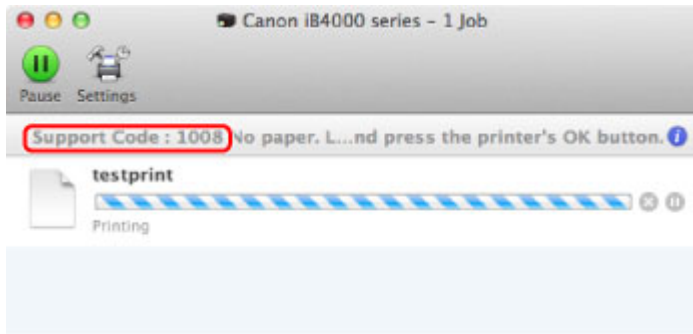 Canon iB4000 series – 1 Job
Pause Settings
Support Code : 1008 No paper. L...nd press the printer's OK button.
testprint
Printing